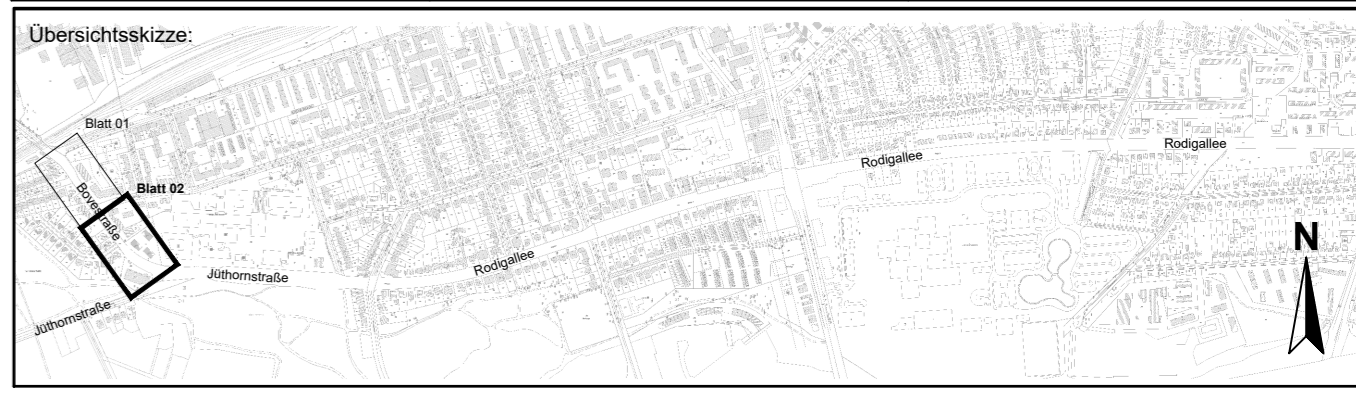 Übersichtsskizze:
Blatt 01
Bovestraße
Blatt 02
Jüthornstraße
Jüthornstraße
Rodigallee
Rodigallee
Rodigallee
N